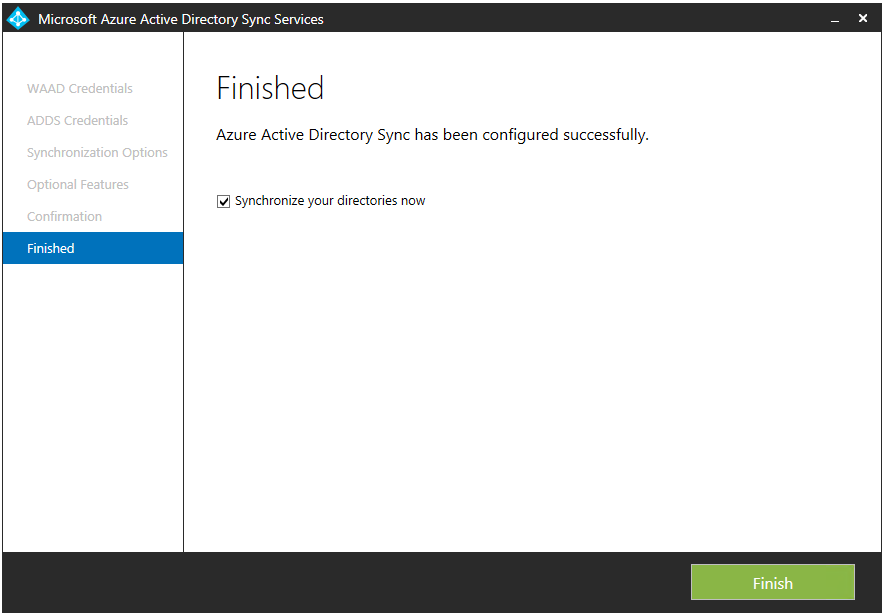 Microsoft Azure Active Directory Sync Services
WAAD Credentials
ADDS Credentials
Synchronization Options
Optional Features
Confirmation
Finished
Finished
Azure Active Directory Sync has been configured successfully.
Synchronize your directories now
Finish